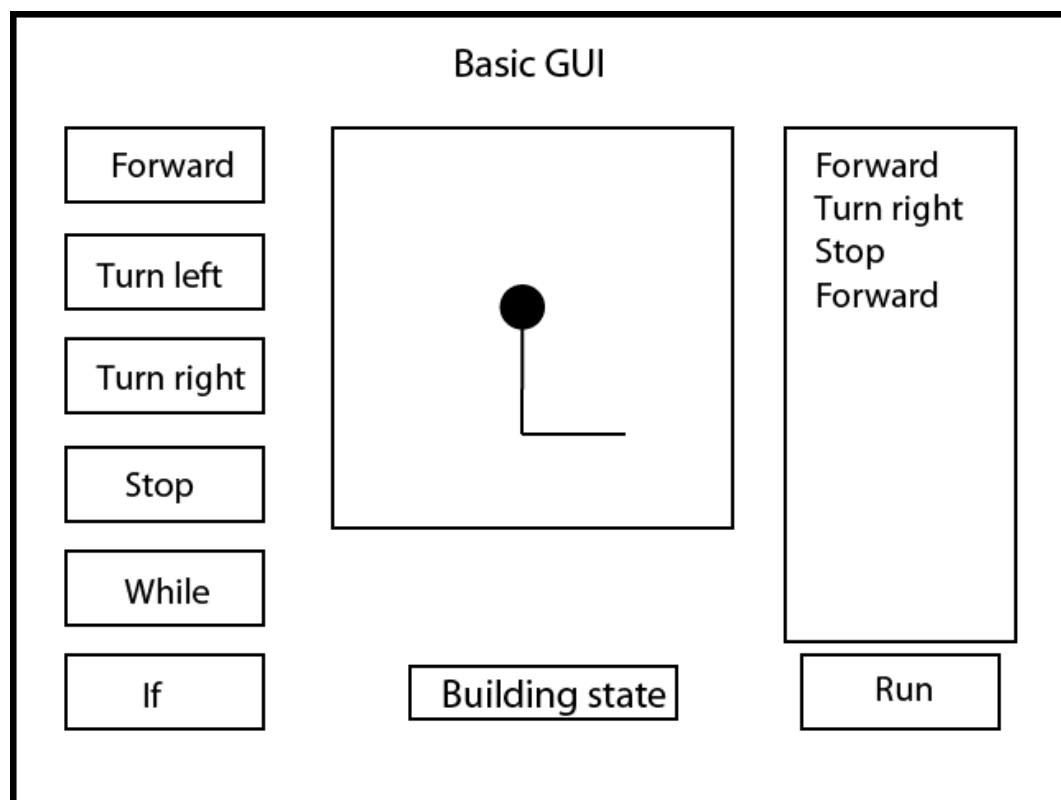 Basic GUI
Forward
Turn left
Turn right
Stop
While
If
Building state
Forward
Turn right
Stop
Forward
Run